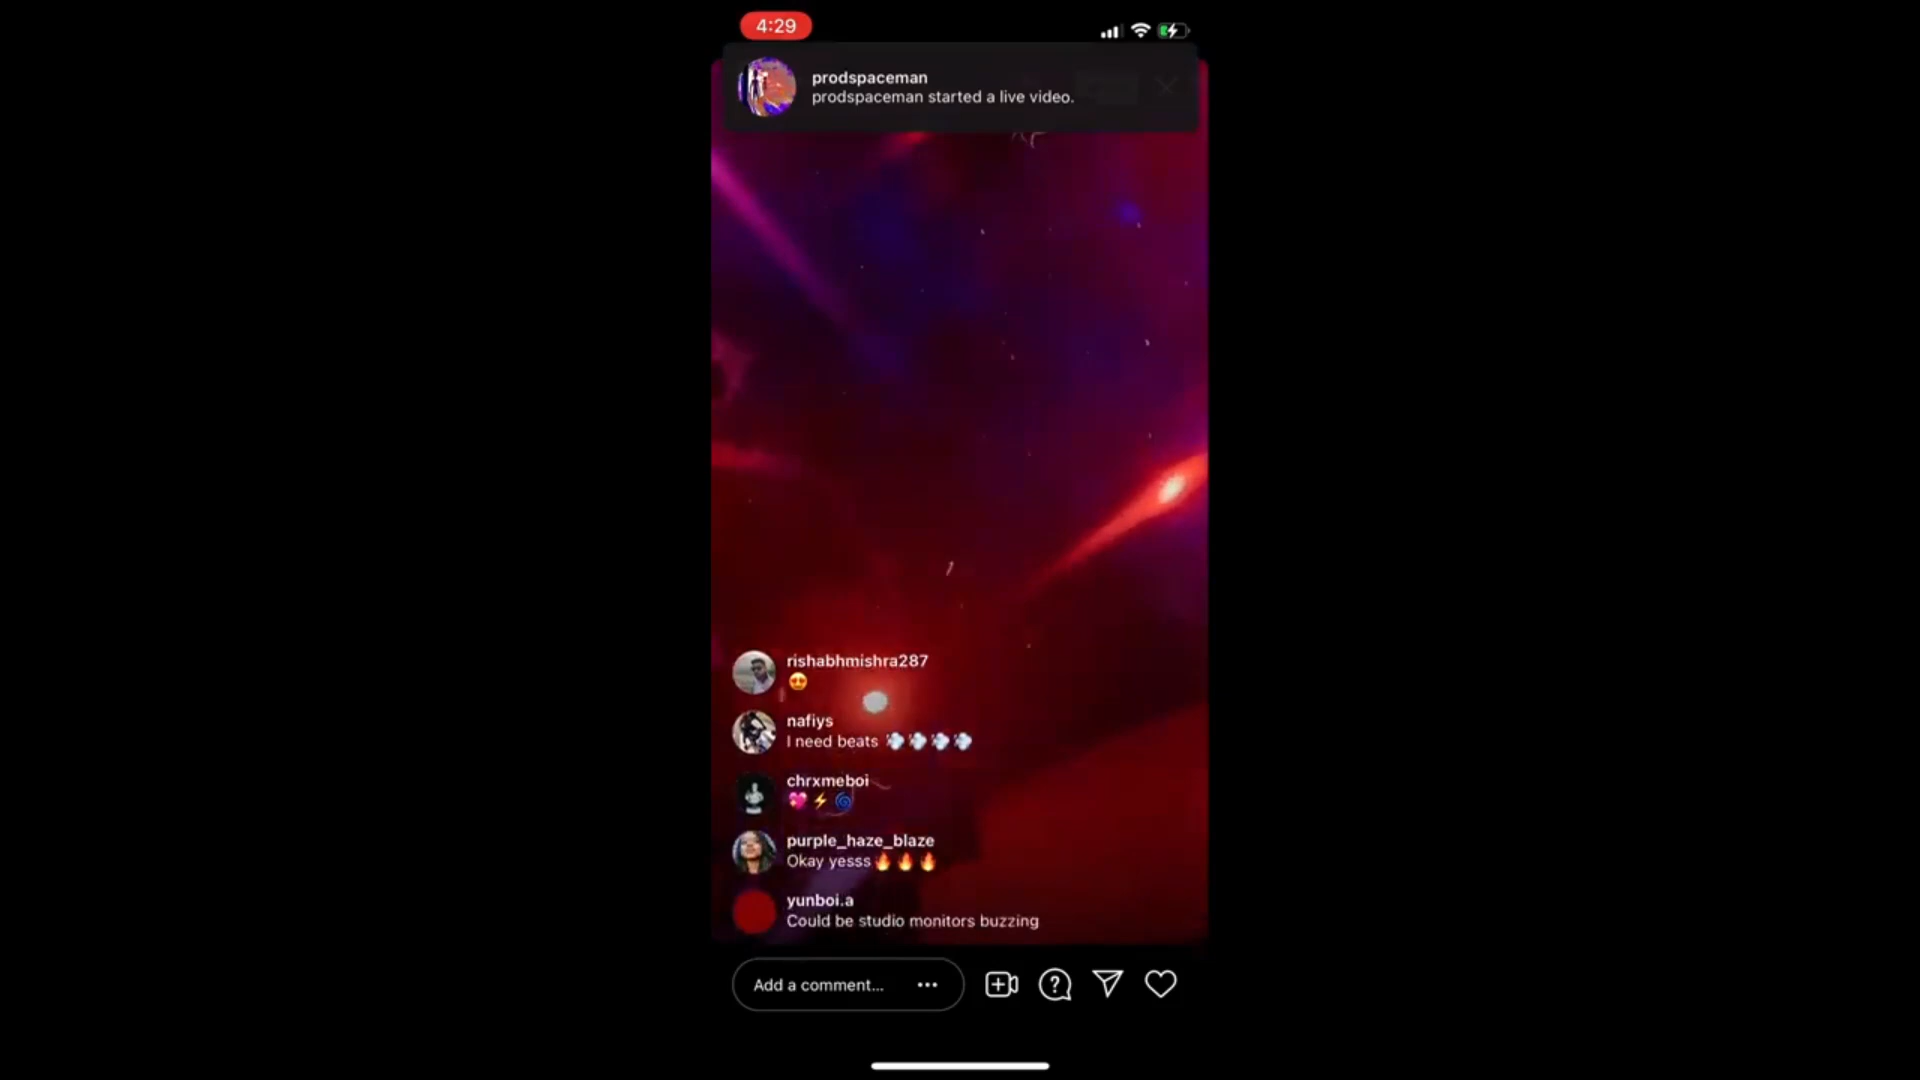 4:29
prodspaceman
prodspaceman started a live video.
rishabhmishra287
😍
nafiys
I need beats 💨💨💨💨
chrxmeboi
💖⚡🌀
purple_haze_blaze
Okay yesss🔥🔥🔥
yunboi.a
Could be studio monitors buzzing
Add a comment...